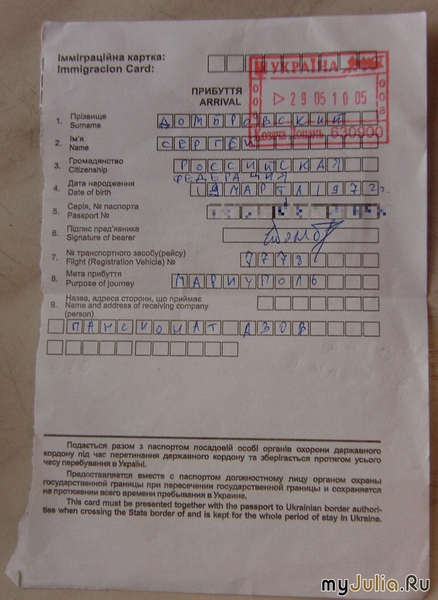 Імміграційна картка:
Immigracion Card:
УКРАЇНА
ПРИБУТТЯ
ARRIVAL
29 05 10 05
1. Прізвище
Surname
ДОМБРОВСКИЙ
630000
2. Ім'я
Name
СЕРГЕЙ
3. Громадянство
Citizenship
РОССИЙСКАЯ
ФЕДЕРАЦИЯ
4. Дата народження
Date of birth
МАРТА 1972 г.
5. Серія, № паспорта
Passport №
6. Підпис пред'явника
Signature of bearer
7. № транспортного засобу(рейсу)
Flight (Registration Vehicle) №
8. Мета прибуття
Purpose of journey
МАРИУПОЛЬ
9. Назва, адреса сторони, що приймає
Name and address of receiving company
(person)
ПАНСИОНАТ АЗОВ
Подається разом з паспортом посадовій особі органів охорони державного
кордону під час перетинання державного кордону та зберігається протягом усього
часу перебування в Україні.
Предоставляется вместе с паспортом должностному лицу органом охраны
государственной границы при пересечении государственной границы и сохраняется
на протяжении всего времени пребывания в Украине.
This card must be presented together with the passport to Ukrainian border authori-
ties when crossing the State border of and is kept for the whole period of stay in Ukraine.
myJulia.Ru